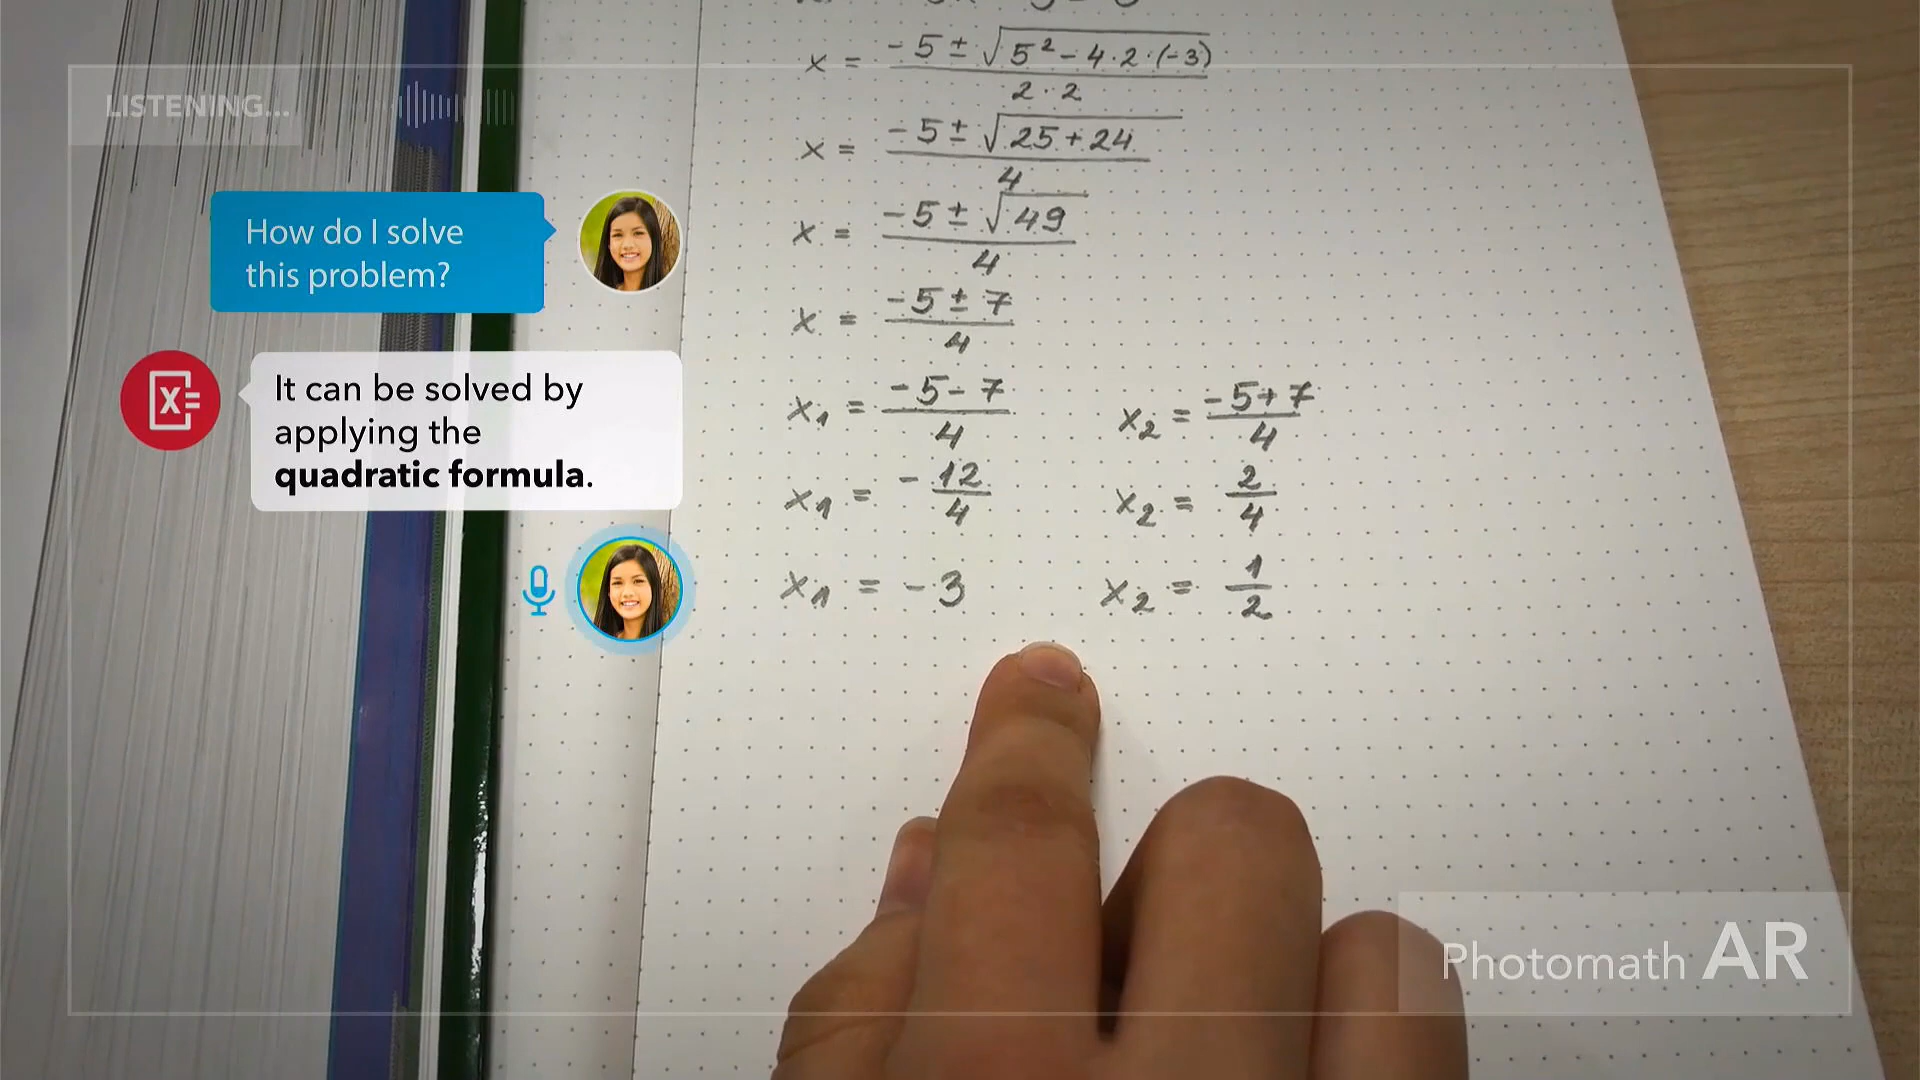 LISTENING...
How do I solve
this problem?
It can be solved by
applying the
quadratic formula.
x = (-5 ± √(5² - 4·2·(-3))) / (2·2)
x = (-5 ± √(25 + 24)) / 4
x = (-5 ± √49) / 4
x = (-5 ± 7) / 4
x₁ = (-5 - 7) / 4 x₂ = (-5 + 7) / 4
x₁ = -12/4 x₂ = 2/4
x₁ = -3 x₂ = 1/2
Photomath AR